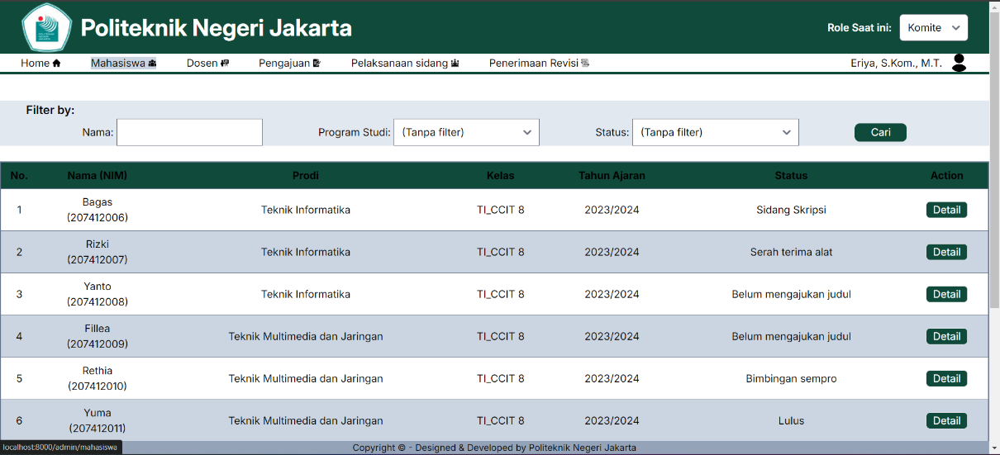 Politeknik Negeri Jakarta
Role Saat ini: Komite
Home Mahasiswa Dosen Pengajuan Pelaksanaan sidang Penerimaan Revisi Eriya, S.Kom., M.T.
Filter by:
Nama: Program Studi: (Tanpa filter) Status: (Tanpa filter) Cari
No. Nama (NIM) Prodi Kelas Tahun Ajaran Status Action
1 Bagas (207412006) Teknik Informatika TI_CCIT 8 2023/2024 Sidang Skripsi Detail
2 Rizki (207412007) Teknik Informatika TI_CCIT 8 2023/2024 Serah terima alat Detail
3 Yanto (207412008) Teknik Informatika TI_CCIT 8 2023/2024 Belum mengajukan judul Detail
4 Fillea (207412009) Teknik Multimedia dan Jaringan TI_CCIT 8 2023/2024 Belum mengajukan judul Detail
5 Rethia (207412010) Teknik Multimedia dan Jaringan TI_CCIT 8 2023/2024 Bimbingan sempro Detail
6 Yuma (207412011) Teknik Multimedia dan Jaringan TI_CCIT 8 2023/2024 Lulus Detail
localhost:8000/admin/mahasiswa
Copyright © - Designed & Developed by Politeknik Negeri Jakarta